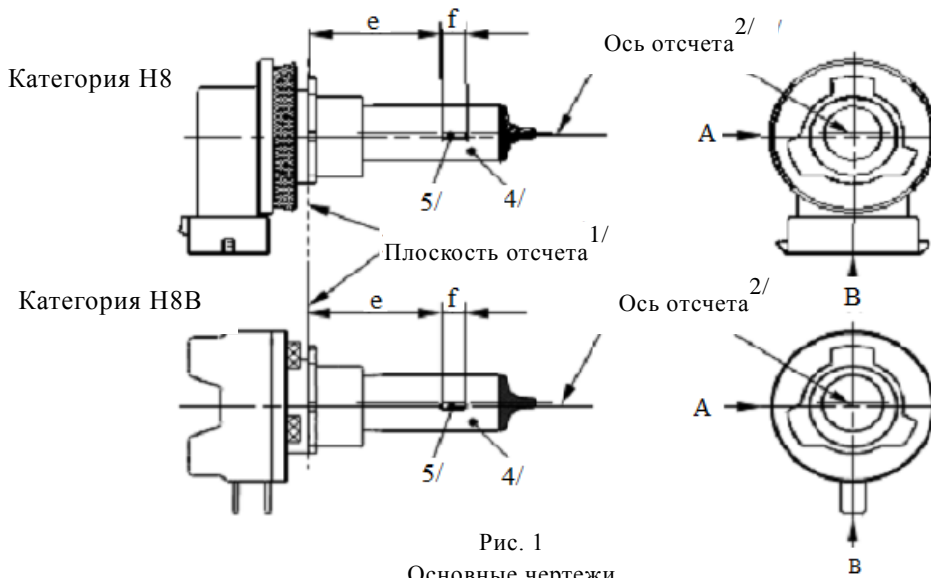 e f
Ось отсчета 2/
Категория H8
A
5/ 4/
Плоскость отсчета 1/
B
Категория H8B
e f
Ось отсчета 2/
A
5/ 4/
Рис. 1
B
Основные чертежи